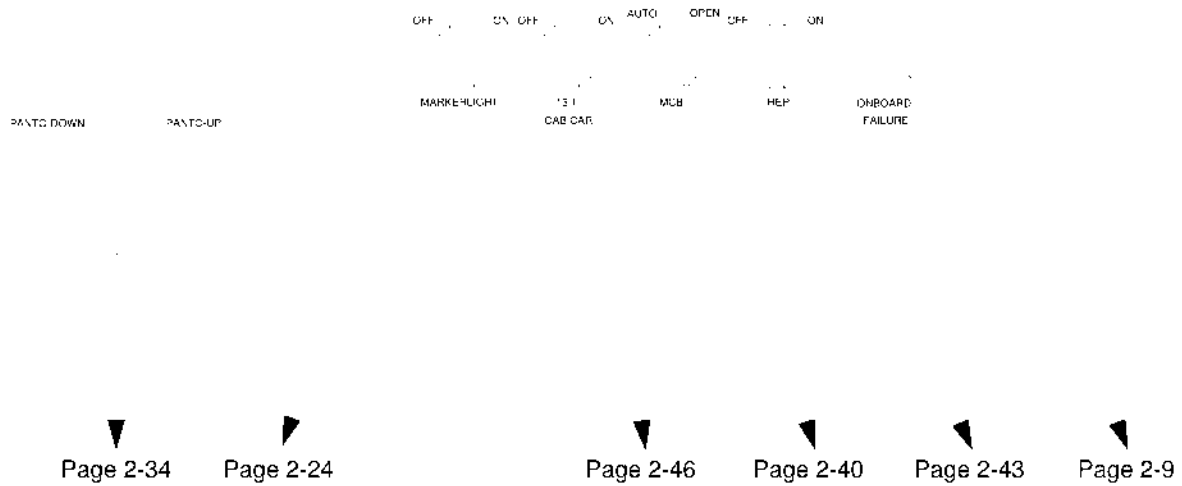 OFF ON OFF ON AUTO OPEN OFF ON
MARKERLIGHT MCB HEP ONBOARD
PANTO DOWN PANTO-UP CAB CAR FAILURE
Page 2-34 Page 2-24 Page 2-46 Page 2-40 Page 2-43 Page 2-9